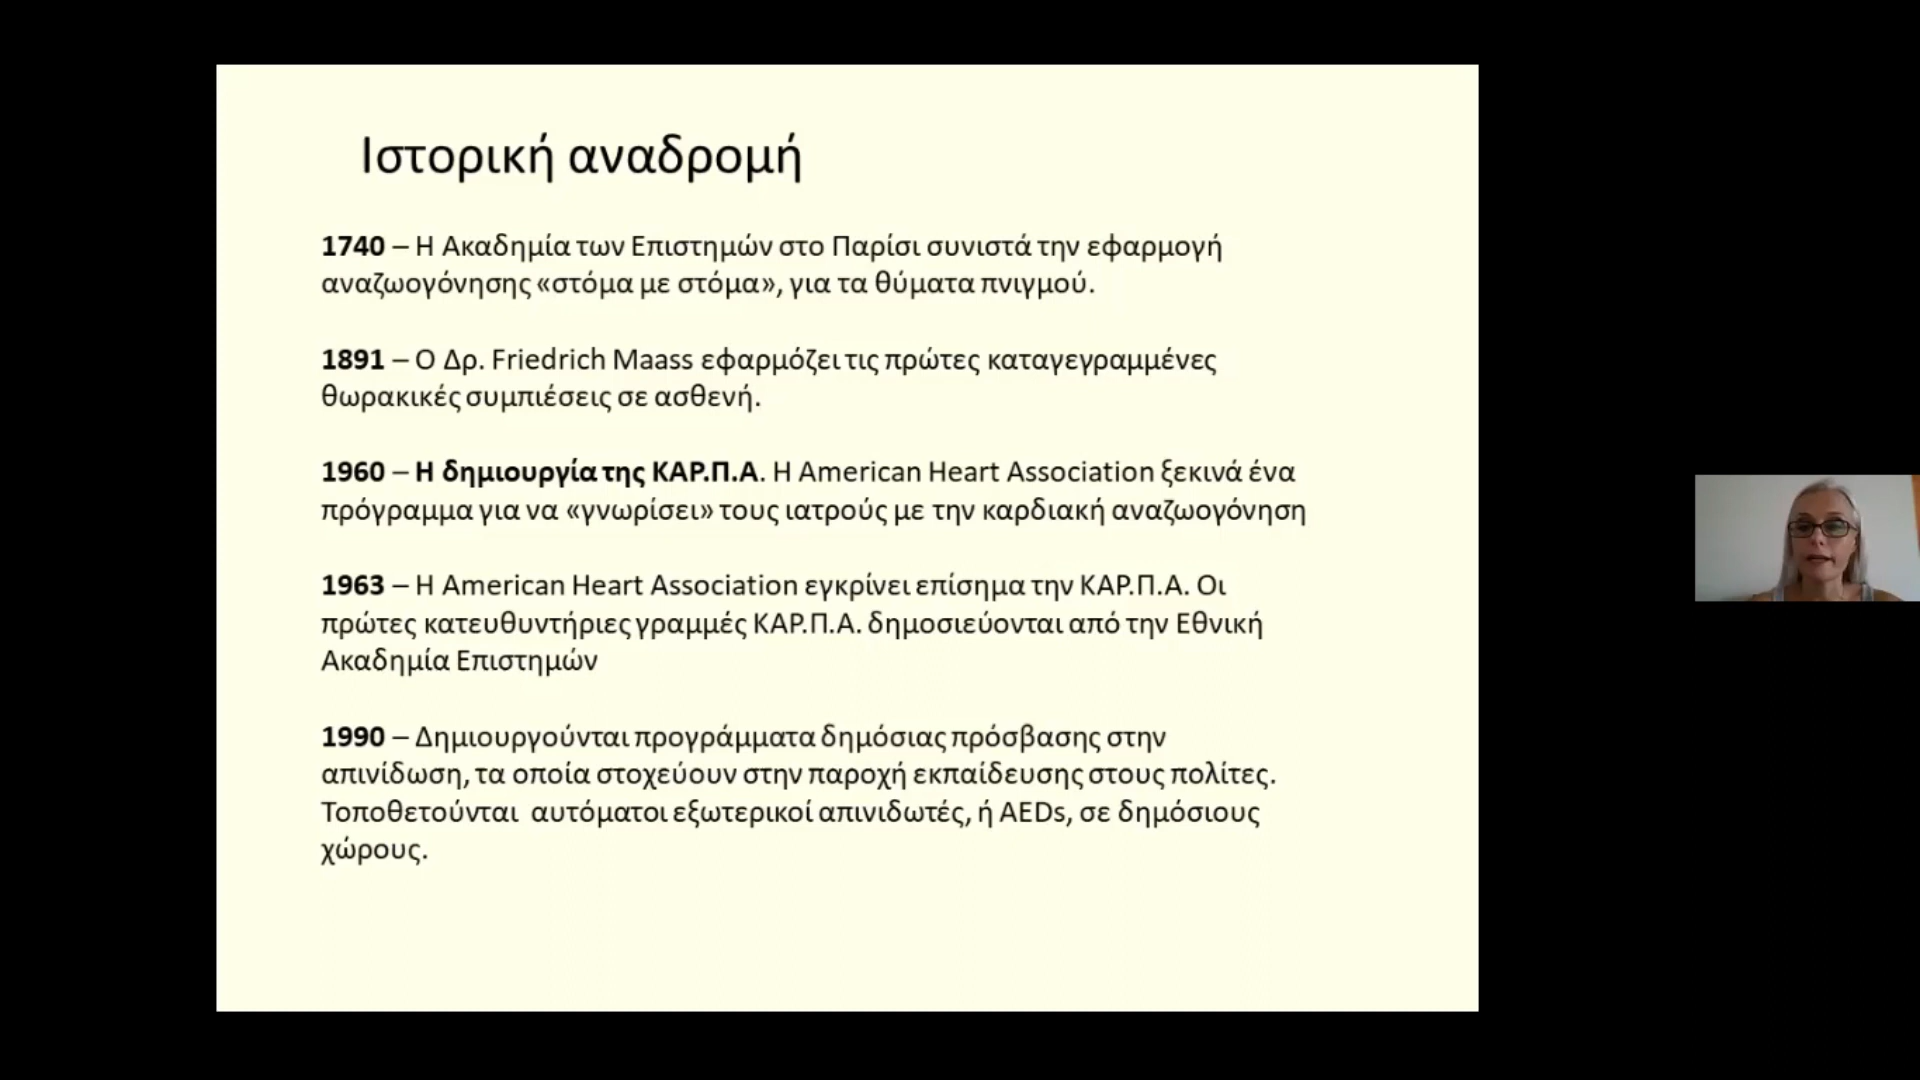 Ιστορική αναδρομή
1740 – Η Ακαδημία των Επιστημών στο Παρίσι συνιστά την εφαρμογή
αναζωογόνησης «στόμα με στόμα», για τα θύματα πνιγμού.
1891 – Ο Δρ. Friedrich Maass εφαρμόζει τις πρώτες καταγεγραμμένες
θωρακικές συμπιέσεις σε ασθενή.
1960 – Η δημιουργία της ΚΑΡ.Π.Α. Η American Heart Association ξεκινά ένα
πρόγραμμα για να «γνωρίσει» τους ιατρούς με την καρδιακή αναζωογόνηση
1963 – Η American Heart Association εγκρίνει επίσημα την ΚΑΡ.Π.Α. Οι
πρώτες κατευθυντήριες γραμμές ΚΑΡ.Π.Α. δημοσιεύονται από την Εθνική
Ακαδημία Επιστημών
1990 – Δημιουργούνται προγράμματα δημόσιας πρόσβασης στην
απινίδωση, τα οποία στοχεύουν στην παροχή εκπαίδευσης στους πολίτες.
Τοποθετούνται αυτόματοι εξωτερικοί απινιδωτές, ή AEDs, σε δημόσιους
χώρους.